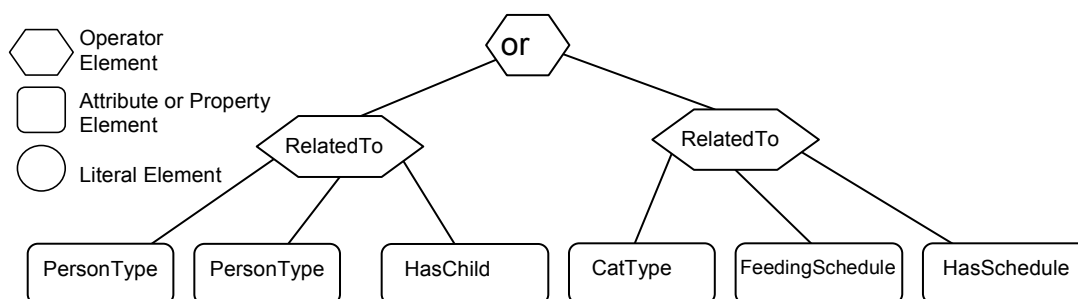 Operator
Element
or
Attribute or Property
Element
RelatedTo
RelatedTo
Literal Element
PersonType
PersonType
HasChild
CatType
FeedingSchedule
HasSchedule